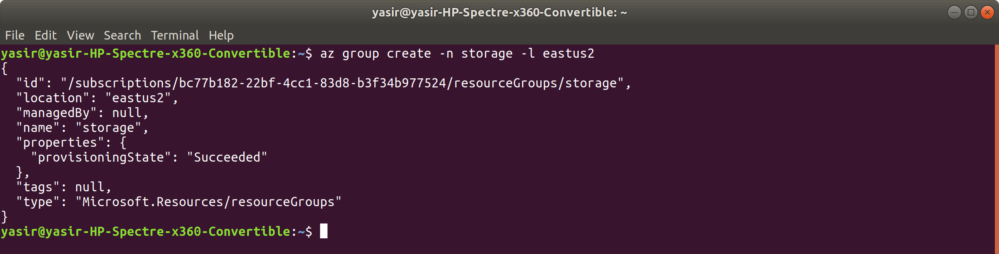 yasir@yasir-HP-Spectre-x360-Convertible: ~
File Edit View Search Terminal Help
yasir@yasir-HP-Spectre-x360-Convertible:~$ az group create -n storage -l eastus2
{
  "id": "/subscriptions/bc77b182-22bf-4cc1-83d8-b3f34b977524/resourceGroups/storage",
  "location": "eastus2",
  "managedBy": null,
  "name": "storage",
  "properties": {
    "provisioningState": "Succeeded"
  },
  "tags": null,
  "type": "Microsoft.Resources/resourceGroups"
}
yasir@yasir-HP-Spectre-x360-Convertible:~$